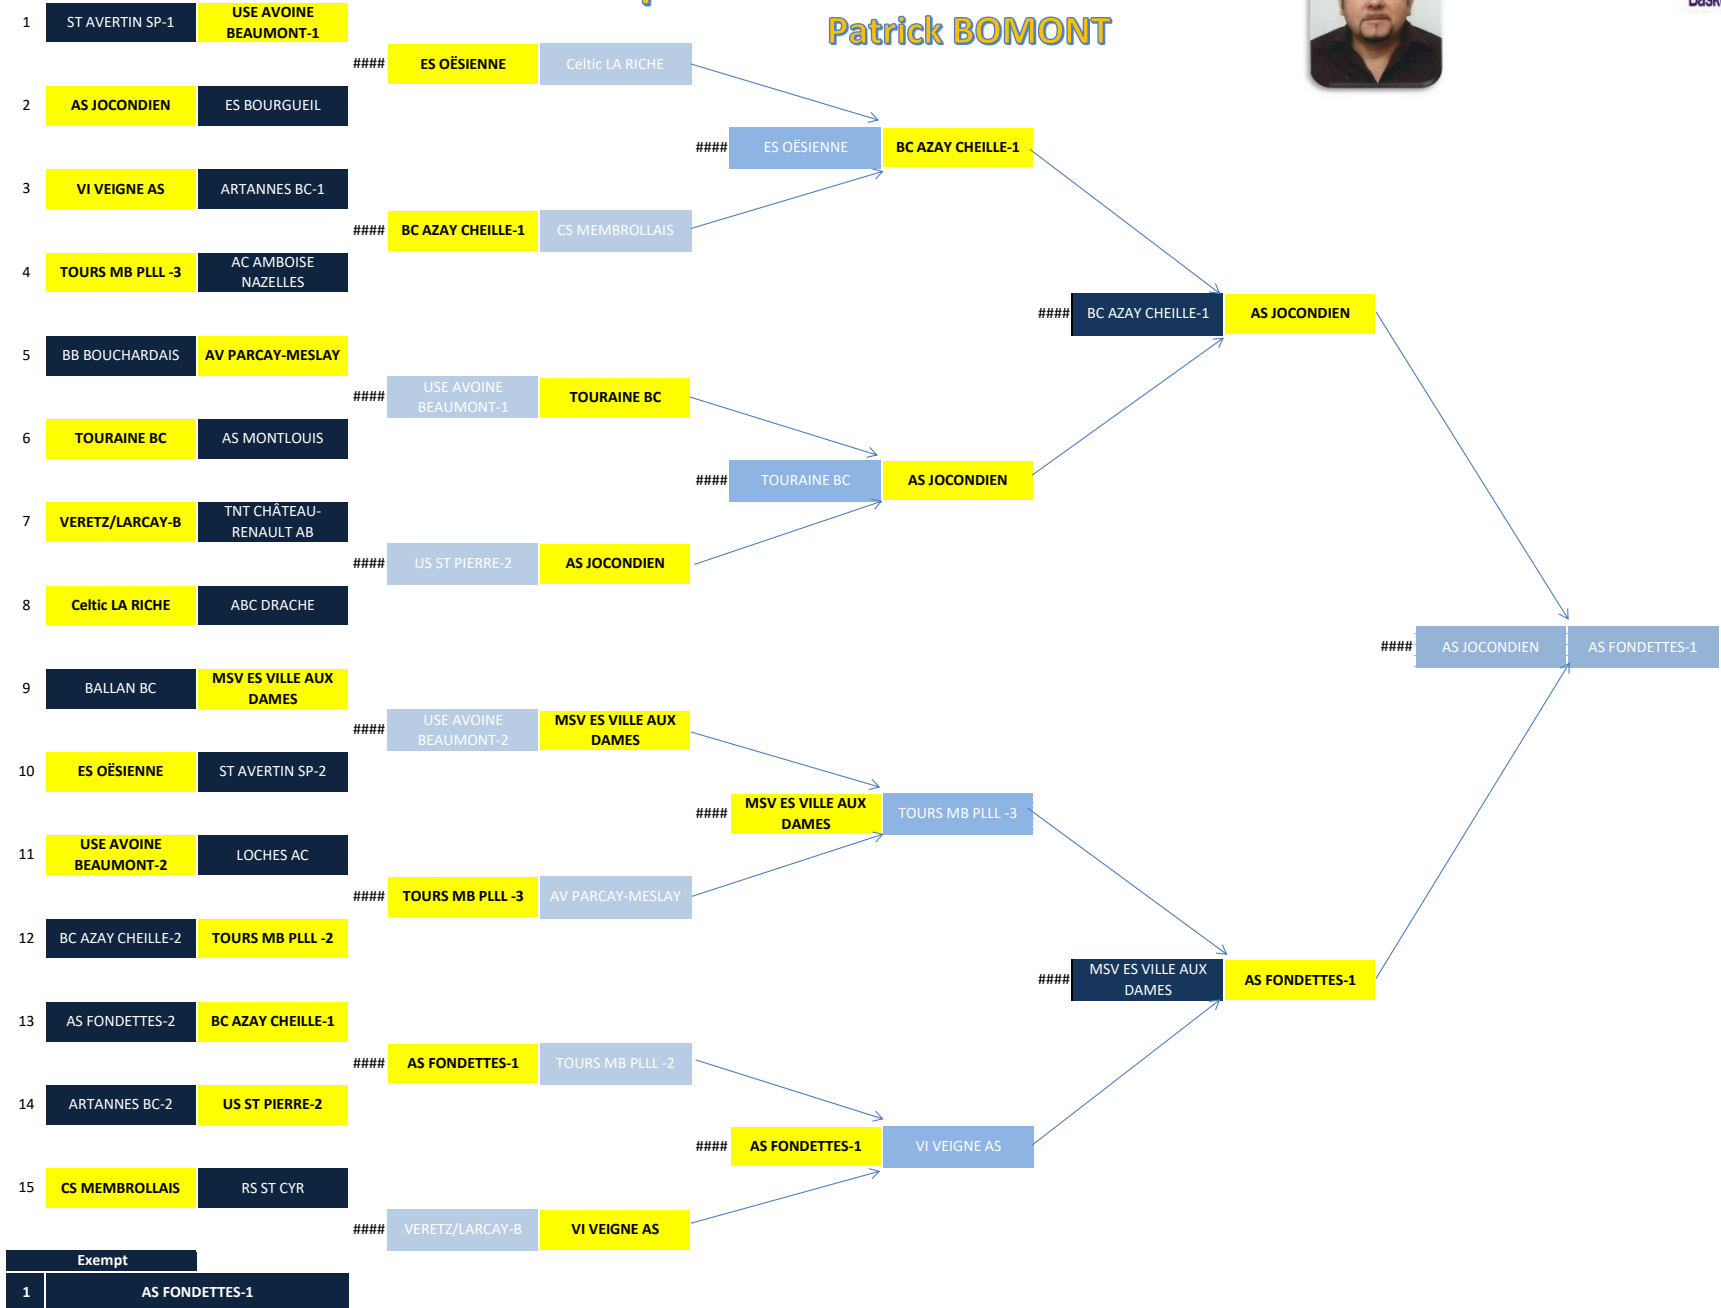 Patrick BOMONT
1 ST AVERTIN SP-1 USE AVOINE
BEAUMONT-1
#### ES OËSIENNE Celtic LA RICHE
2 AS JOCONDIEN ES BOURGUEIL
#### ES OËSIENNE BC AZAY CHEILLE-1
3 VI VEIGNE AS ARTANNES BC-1
#### BC AZAY CHEILLE-1 CS MEMBROLLAIS
4 TOURS MB PLLL -3 AC AMBOISE
NAZELLES
#### BC AZAY CHEILLE-1 AS JOCONDIEN
5 BB BOUCHARDAIS AV PARCAY-MESLAY
#### USE AVOINE
BEAUMONT-1 TOURAINE BC
6 TOURAINE BC AS MONTLOUIS
#### TOURAINE BC AS JOCONDIEN
7 VERETZ/LARCAY-B TNT CHÂTEAU-
RENAULT AB
#### US ST PIERRE-2 AS JOCONDIEN
8 Celtic LA RICHE ABC DRACHE
#### AS JOCONDIEN AS FONDETTES-1
9 BALLAN BC MSV ES VILLE AUX
DAMES
#### USE AVOINE
BEAUMONT-2 MSV ES VILLE AUX
DAMES
10 ES OËSIENNE ST AVERTIN SP-2
#### MSV ES VILLE AUX
DAMES TOURS MB PLLL -3
11 USE AVOINE
BEAUMONT-2 LOCHES AC
#### TOURS MB PLLL -3 AV PARCAY-MESLAY
12 BC AZAY CHEILLE-2 TOURS MB PLLL -2
#### MSV ES VILLE AUX
DAMES AS FONDETTES-1
13 AS FONDETTES-2 BC AZAY CHEILLE-1
#### AS FONDETTES-1 TOURS MB PLLL -2
14 ARTANNES BC-2 US ST PIERRE-2
#### AS FONDETTES-1 VI VEIGNE AS
15 CS MEMBROLLAIS RS ST CYR
#### VERETZ/LARCAY-B VI VEIGNE AS
Exempt
1 AS FONDETTES-1